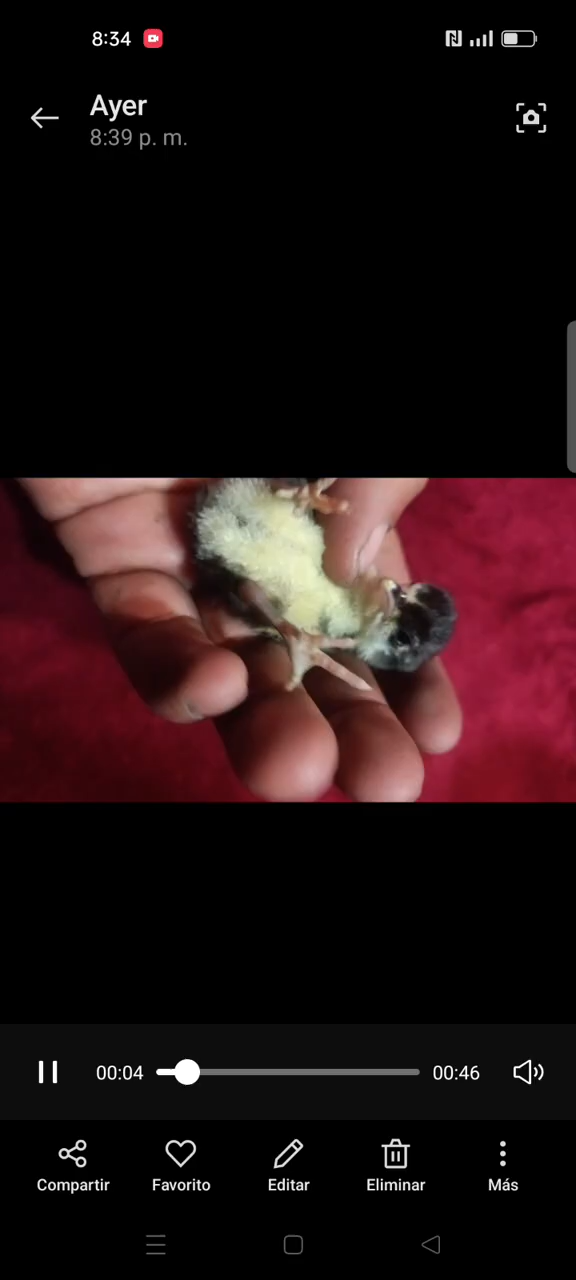 8:34
Ayer
8:39 p. m.
00:04
00:46
Compartir
Favorito
Editar
Eliminar
Más